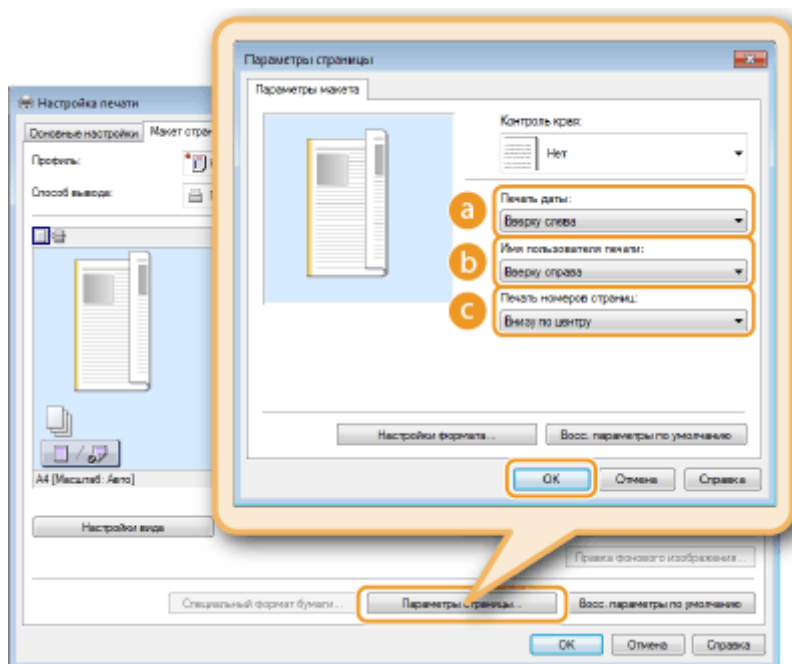 Параметры страницы
Параметры макета
Контроль края:
Нет
a
Печать даты:
Вверху слева
b
Имя пользователя печати:
Вверху справа
c
Печать номеров страниц:
Внизу по центру
Настройки формата...
Восс. параметры по умолчанию
OK
Отмена
Справка
Настройка печати
Основные настройки
Макет стран
Профиль:
Способ вывода:
A4 [Масштаб: Авто]
Настройки вида
Правка фонового изображения...
Специальный формат бумаги...
Параметры страницы...
Восс. параметры по умолчанию
OK
Отмена
Справка